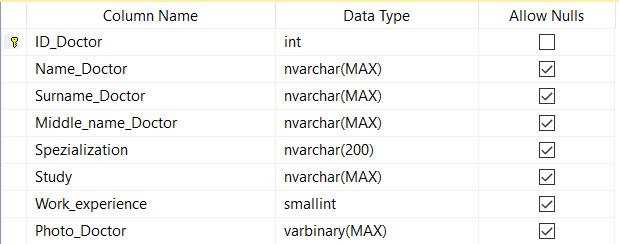 Column Name Data Type Allow Nulls
ID_Doctor int
Name_Doctor nvarchar(MAX)
Surname_Doctor nvarchar(MAX)
Middle_name_Doctor nvarchar(MAX)
Spezialization nvarchar(200)
Study nvarchar(MAX)
Work_experience smallint
Photo_Doctor varbinary(MAX)